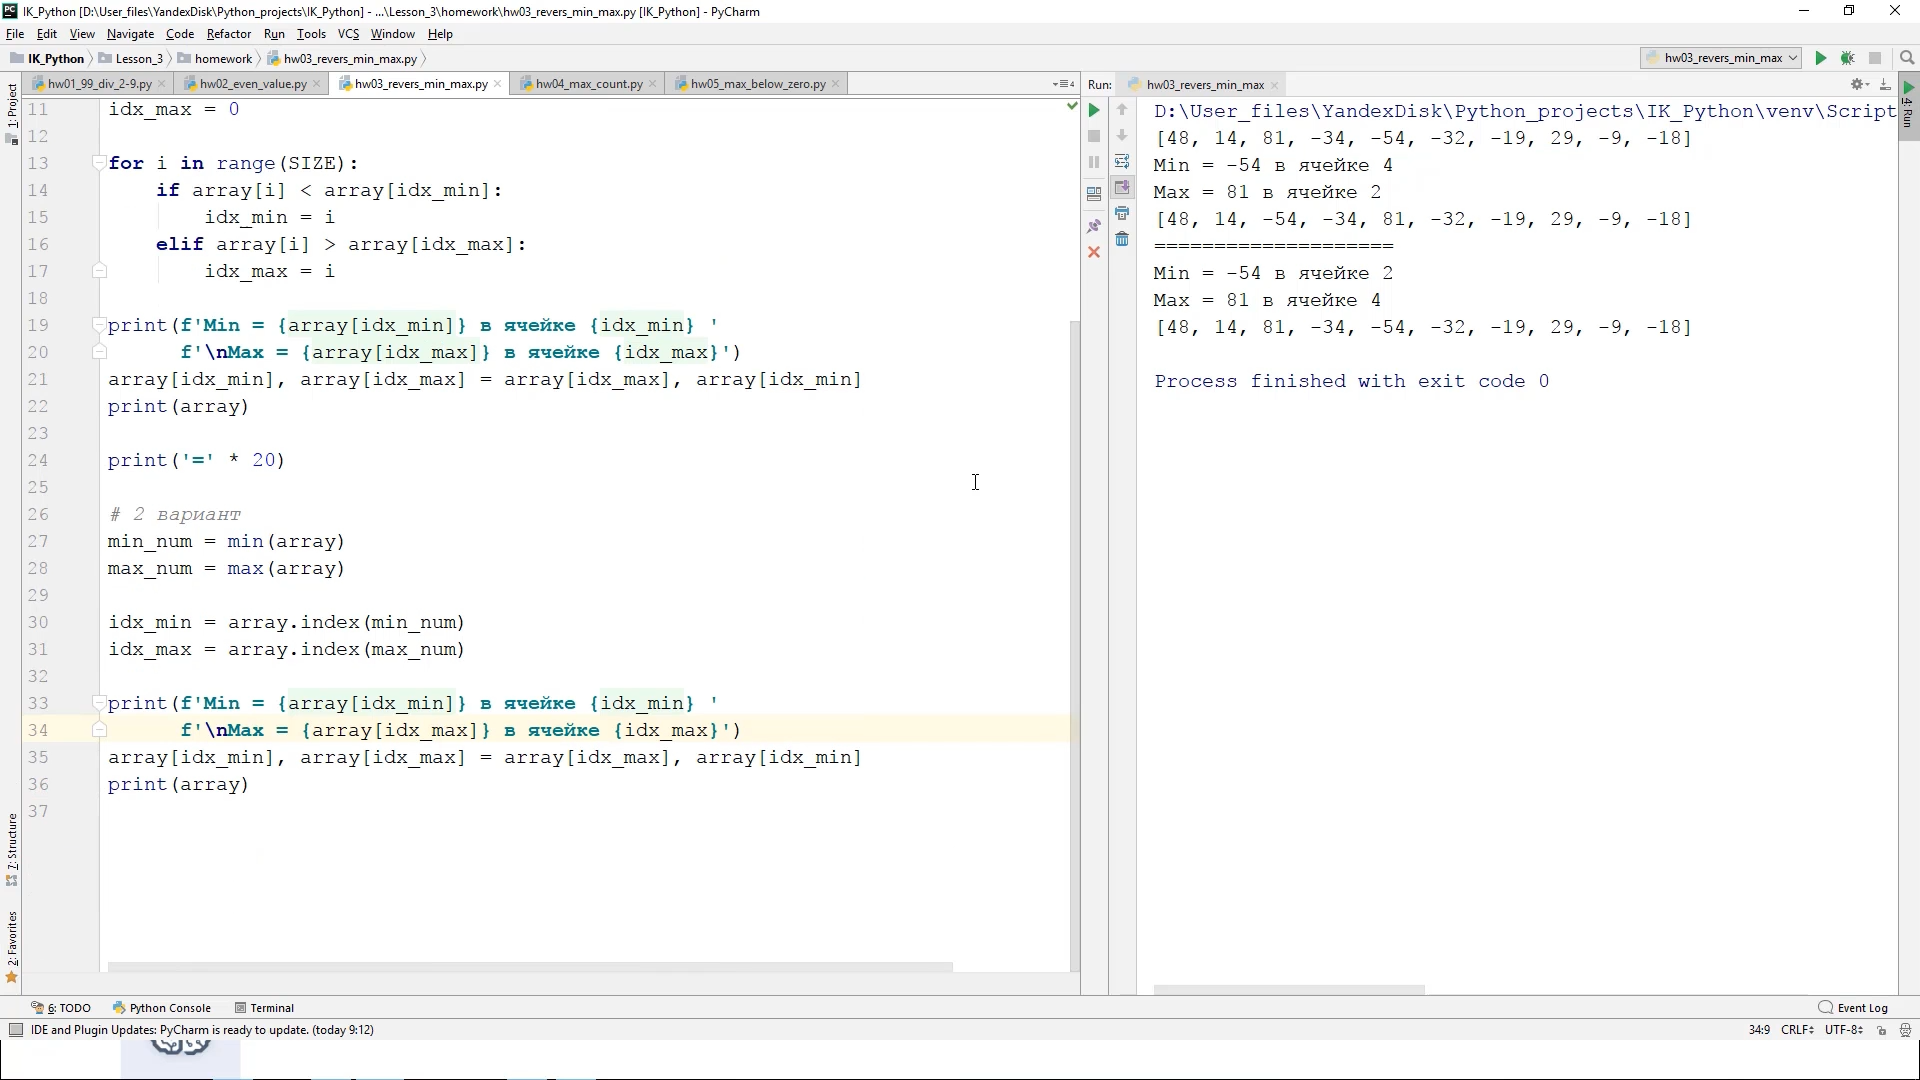 IK_Python [D:\User_files\YandexDisk\Python_projects\IK_Python] - ...\Lesson_3\homework\hw03_revers_min_max.py [IK_Python] - PyCharm
File Edit View Navigate Code Refactor Run Tools VCS Window Help
IK_Python Lesson_3 homework hw03_revers_min_max.py
hw03_revers_min_max
hw01_99_div_2-9.py hw02_even_value.py hw03_revers_min_max.py hw04_max_count.py hw05_max_below_zero.py
1: Project
11 idx_max = 0
12
13 for i in range(SIZE):
14     if array[i] < array[idx_min]:
15         idx_min = i
16     elif array[i] > array[idx_max]:
17         idx_max = i
18
19 print(f'Min = {array[idx_min]} в ячейке {idx_min} '
20       f'\nMax = {array[idx_max]} в ячейке {idx_max}')
21 array[idx_min], array[idx_max] = array[idx_max], array[idx_min]
22 print(array)
23
24 print('=' * 20)
25
26 # 2 вариант
27 min_num = min(array)
28 max_num = max(array)
29
30 idx_min = array.index(min_num)
31 idx_max = array.index(max_num)
32
33 print(f'Min = {array[idx_min]} в ячейке {idx_min} '
34       f'\nMax = {array[idx_max]} в ячейке {idx_max}')
35 array[idx_min], array[idx_max] = array[idx_max], array[idx_min]
36 print(array)
37
7: Structure
2: Favorites
Run: hw03_revers_min_max
D:\User_files\YandexDisk\Python_projects\IK_Python\venv\Script
[48, 14, 81, -34, -54, -32, -19, 29, -9, -18]
Min = -54 в ячейке 4
Max = 81 в ячейке 2
[48, 14, -54, -34, 81, -32, -19, 29, -9, -18]
====================
Min = -54 в ячейке 2
Max = 81 в ячейке 4
[48, 14, 81, -34, -54, -32, -19, 29, -9, -18]
Process finished with exit code 0
4: Run
6: TODO Python Console Terminal Event Log
IDE and Plugin Updates: PyCharm is ready to update. (today 9:12) 34:9 CRLF UTF-8